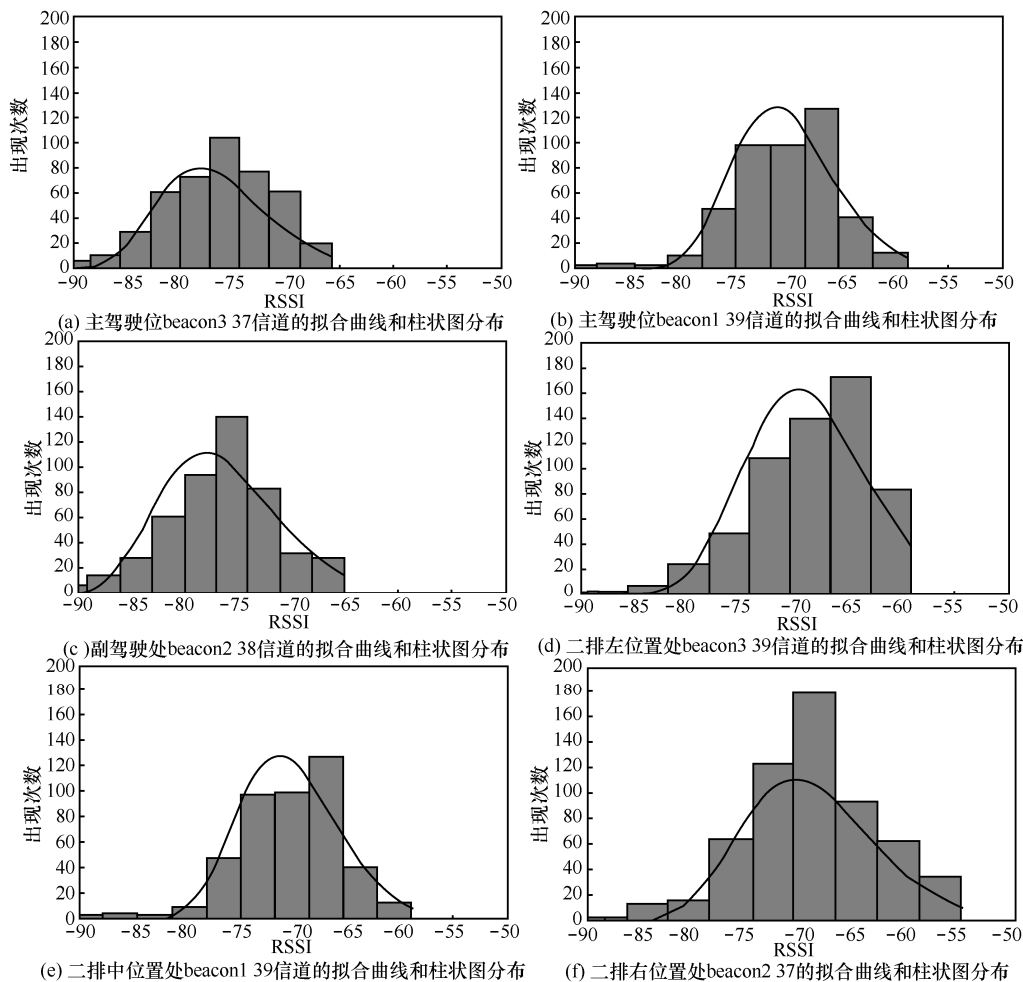 200
180
160
140
120
100
80
60
40
20
0
出现次数
−90 −85 −80 −75 −70 −65 −60 −55 −50
RSSI
(a) 主驾驶位beacon3 37信道的拟合曲线和柱状图分布
200
180
160
140
120
100
80
60
40
20
0
出现次数
−90 −85 −80 −75 −70 −65 −60 −55 −50
RSSI
(b) 主驾驶位beacon1 39信道的拟合曲线和柱状图分布
200
180
160
140
120
100
80
60
40
20
0
出现次数
−90 −85 −80 −75 −70 −65 −60 −55 −50
RSSI
(c )副驾驶处beacon2 38信道的拟合曲线和柱状图分布
200
180
160
140
120
100
80
60
40
20
0
出现次数
−90 −85 −80 −75 −70 −65 −60 −55 −50
RSSI
(d) 二排左位置处beacon3 39信道的拟合曲线和柱状图分布
200
180
160
140
120
100
80
60
40
20
0
出现次数
−90 −85 −80 −75 −70 −65 −60 −55 −50
RSSI
(e) 二排中位置处beacon1 39信道的拟合曲线和柱状图分布
200
180
160
140
120
100
80
60
40
20
0
出现次数
−90 −85 −80 −75 −70 −65 −60 −55 −50
RSSI
(f) 二排右位置处beacon2 37的拟合曲线和柱状图分布